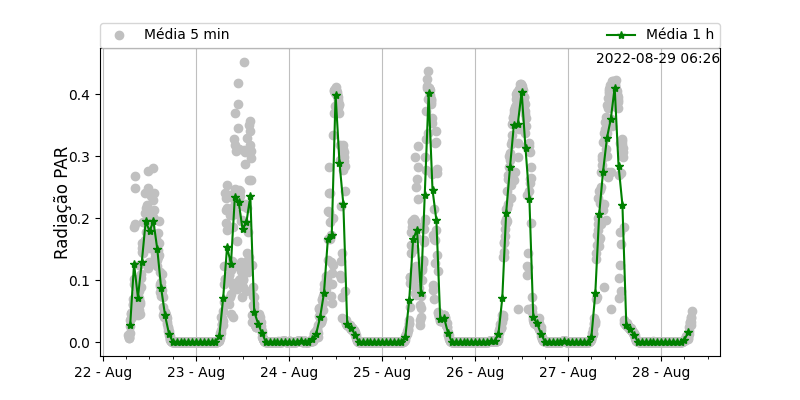 Média 5 min
Média 1 h
2022-08-29 06:26
Radiação PAR
0.4
0.3
0.2
0.1
0.0
22 - Aug
23 - Aug
24 - Aug
25 - Aug
26 - Aug
27 - Aug
28 - Aug